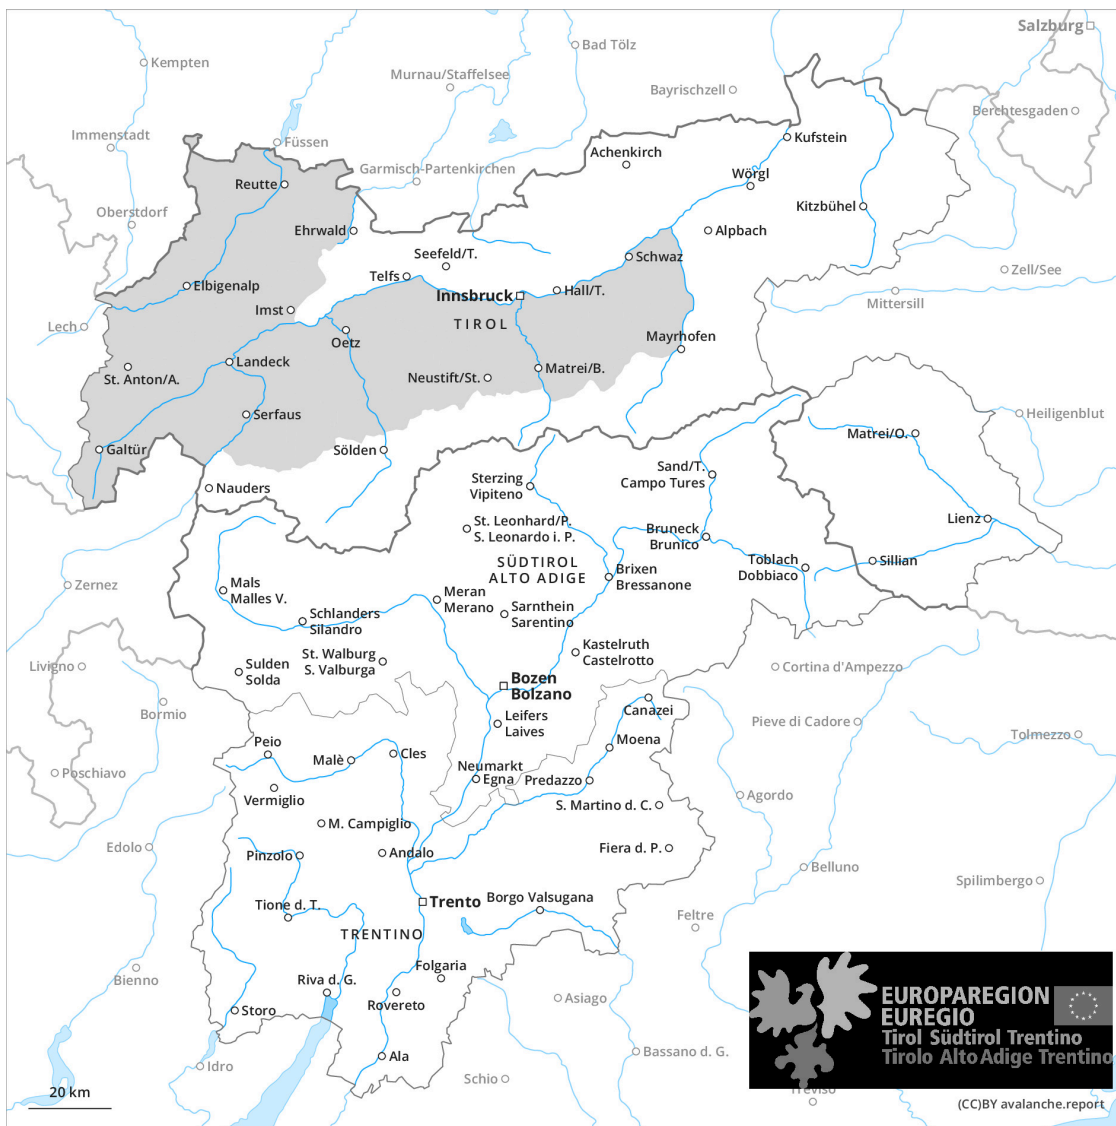 Salzburg
Bad Tölz
Kempten
Murnau/Staffelsee
Bayrischzell
Berchtesgaden
Immenstadt
Füssen
Kufstein
Achenkirch
Garmisch-Partenkirchen
Wörgl
Reutte
Oberstdorf
Kitzbühel
Ehrwald
Alpbach
Seefeld/T.
Schwaz
Zell/See
Telfs
Elbigenalp
Hall/T.
Innsbruck
Mittersill
Imst
TIROL
Lech
Oetz
Mayrhofen
Landeck
Matrei/B.
St. Anton/A.
Neustift/St.
Serfaus
Heiligenblut
Matrei/O.
Galtür
Sölden
Sand/T.
Campo Tures
Sterzing
Vipiteno
Nauders
Lienz
St. Leonhard/P.
S. Leonardo i. P.
Bruneck
Brunico
SÜDTIROL
ALTO ADIGE
Toblach
Dobbiaco
Sillian
Brixen
Bressanone
Zernez
Mals
Malles V.
Meran
Merano
Sarnthein
Sarentino
Schlanders
Silandro
Kastelruth
Castelrotto
St. Walburg
S. Valburga
Livigno
Sulden
Solda
Cortina d'Ampezzo
Bozen
Bolzano
Canazei
Bormio
Leifers
Laives
Pieve di Cadore
Tolmezzo
Moena
Peio
Cles
Malè
Neumarkt
Egna
Predazzo
Poschiavo
Vermiglio
Agordo
S. Martino d. C.
M. Campiglio
Edolo
Fiera d. P.
Pinzolo
Andalo
Belluno
Spilimbergo
Borgo Valsugana
Tione d. T.
Trento
Feltre
TRENTINO
Folgaria
Bienno
Riva d. G.
Rovereto
Asiago
Storo
EUROPAREGION
EUREGIO
Tirol Südtirol Trentino
Tirolo Alto Adige Trentino
Ala
Idro
Bassano d. G.
Schio
Treviso
20 km
(CC)BY avalanche.report